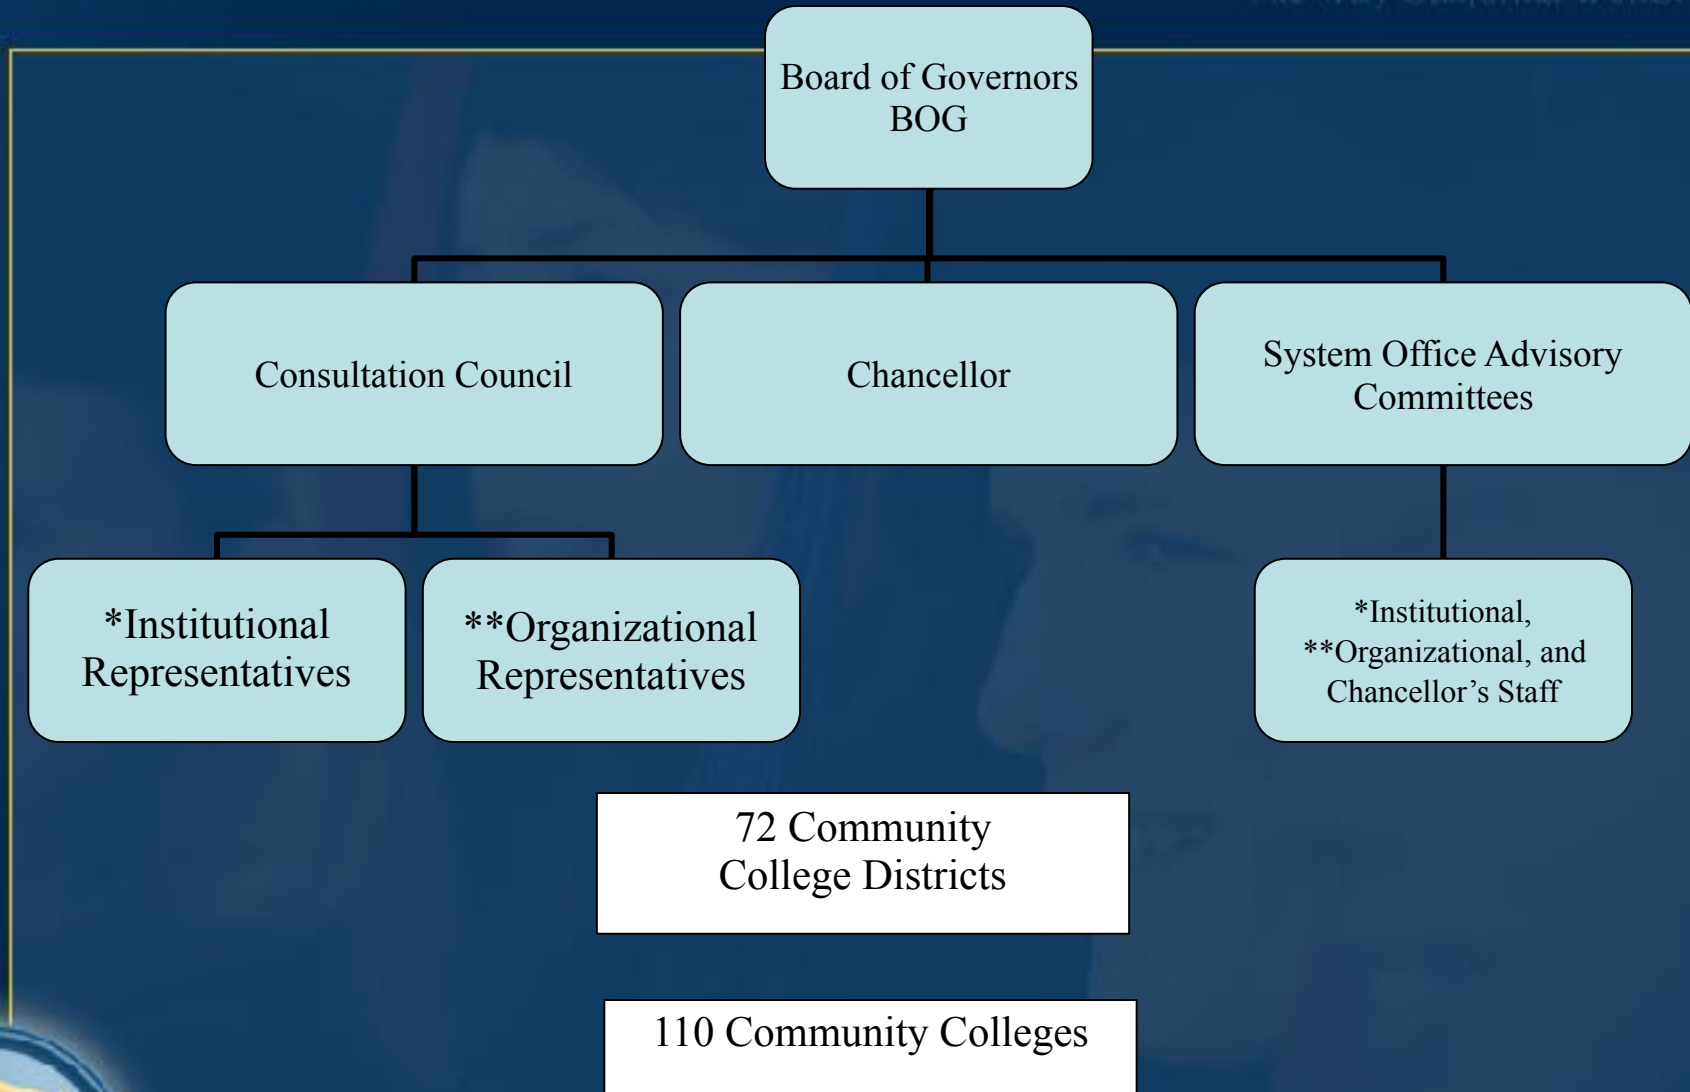 Board of Governors
BOG
Consultation Council
Chancellor
System Office Advisory
Committees
*Institutional
Representatives
**Organizational
Representatives
*Institutional,
**Organizational, and
Chancellor’s Staff
72 Community
College Districts
110 Community Colleges